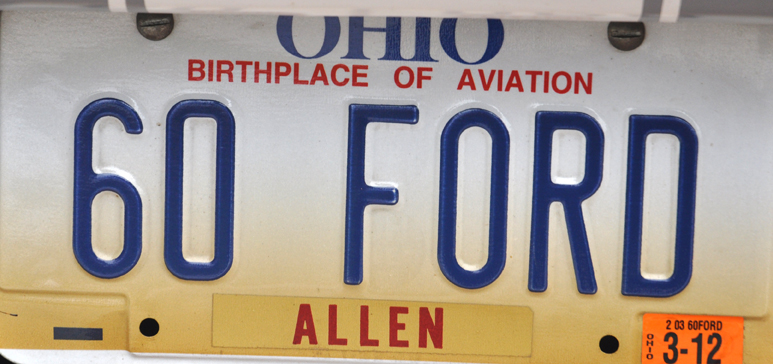 OHIO
BIRTHPLACE OF AVIATION
60 FORD
ALLEN
2 03 60FORD
OHIO 3-12